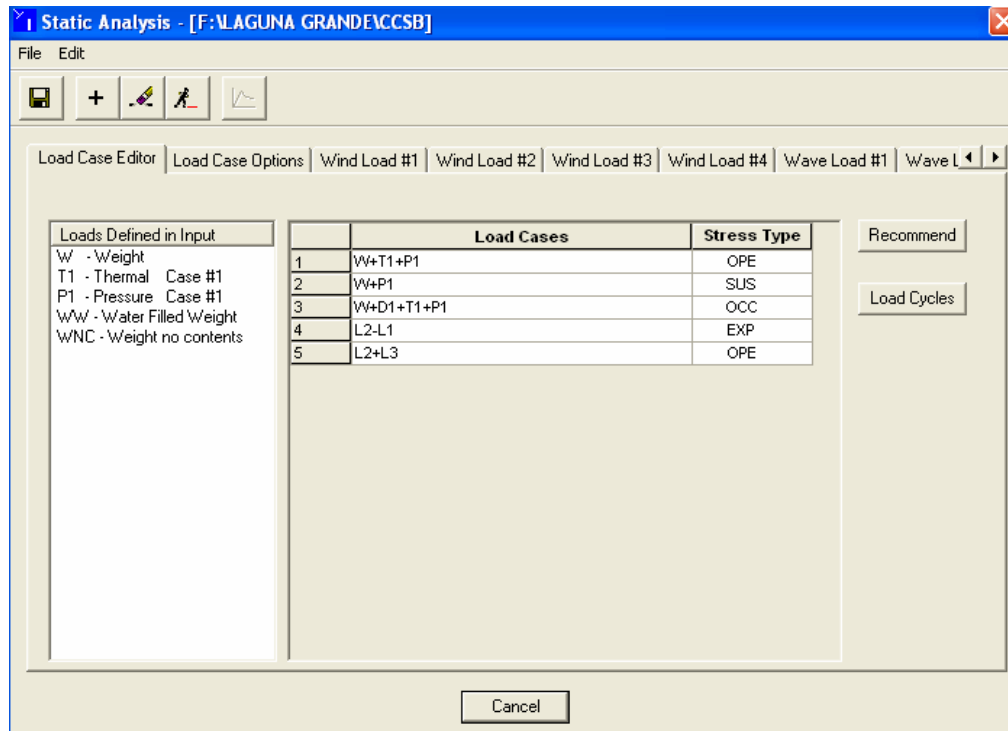 Static Analysis - [F:\LAGUNA GRANDE\CCSB]
File Edit
Load Case Editor Load Case Options Wind Load #1 Wind Load #2 Wind Load #3 Wind Load #4 Wave Load #1 Wave L
Loads Defined in Input
W - Weight
T1 - Thermal Case #1
P1 - Pressure Case #1
WW - Water Filled Weight
WNC - Weight no contents
Load Cases Stress Type
1 W+T1+P1 OPE
2 W+P1 SUS
3 W+D1+T1+P1 OCC
4 L2-L1 EXP
5 L2+L3 OPE
Recommend
Load Cycles
Cancel